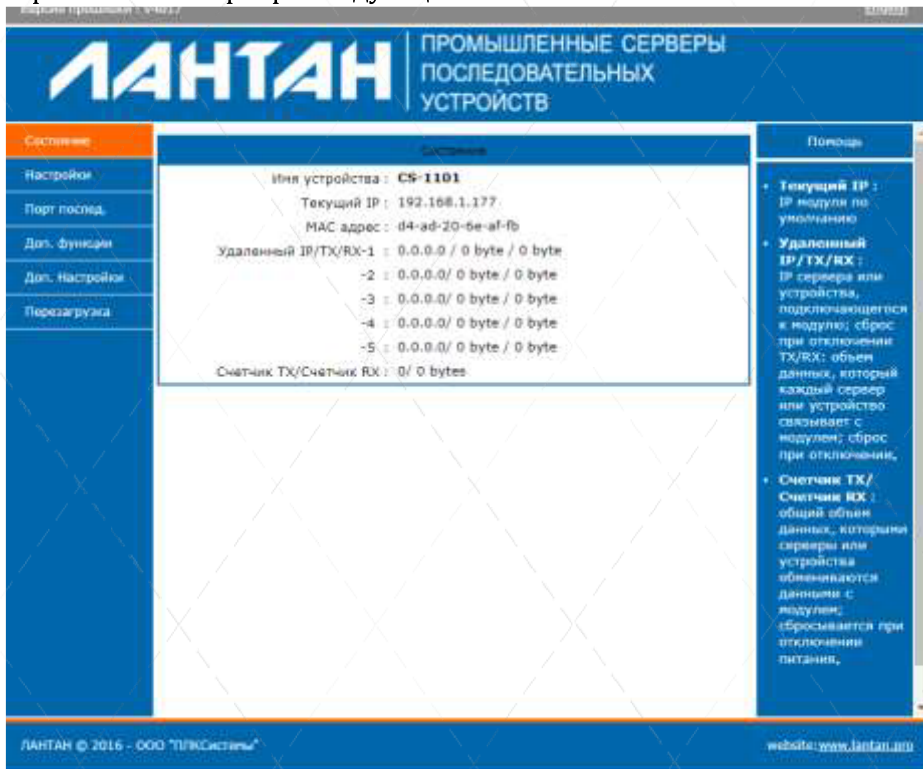 Версия прошивки : V4017
English
ЛАНТАН
ПРОМЫШЛЕННЫЕ СЕРВЕРЫ
ПОСЛЕДОВАТЕЛЬНЫХ
УСТРОЙСТВ
Состояние
Настройки
Порт послед.
Доп. функции
Доп. Настройки
Перезагрузка
Состояние
Имя устройства : CS-1101
Текущий IP : 192.168.1.177
MAC адрес : d4-ad-20-6e-af-fb
Удаленный IP/TX/RX-1 : 0.0.0.0 / 0 byte / 0 byte
-2 : 0.0.0.0/ 0 byte / 0 byte
-3 : 0.0.0.0/ 0 byte / 0 byte
-4 : 0.0.0.0/ 0 byte / 0 byte
-5 : 0.0.0.0/ 0 byte / 0 byte
Счетчик TX/Счетчик RX : 0/ 0 bytes
Помощь
• Текущий IP :
IP модуля по
умолчанию
• Удаленный
IP/TX/RX :
IP сервера или
устройства,
подключающегося
к модулю; сброс
при отключении
TX/RX: объем
данных, который
каждый сервер
или устройство
связывает с
модулем; сброс
при отключении.
• Счетчик TX/
Счетчик RX :
общий объем
данных, которыми
серверы или
устройства
обмениваются
данными с
модулем;
сбрасывается при
отключении
питания.
ЛАНТАН © 2016 - ООО "ПЛКСистемы"
website:www.lantan.pro